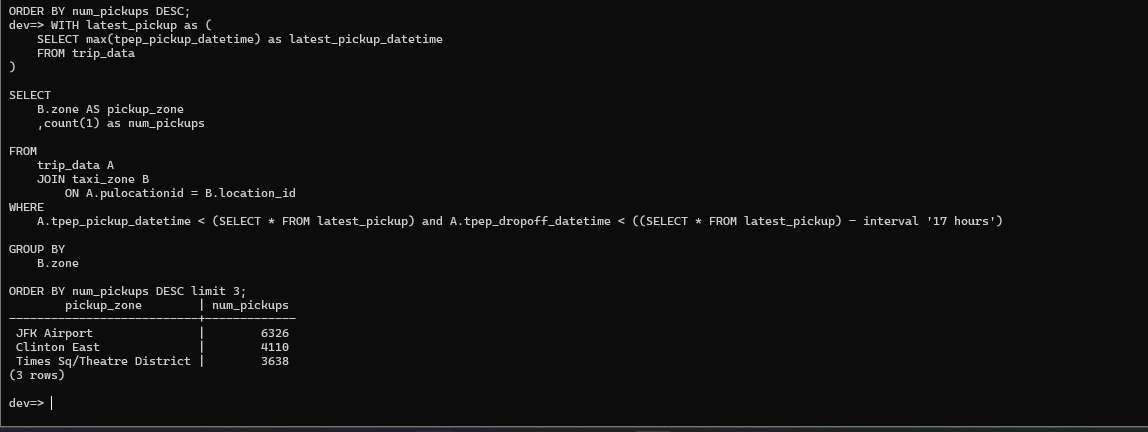 ORDER BY num_pickups DESC;
dev=> WITH latest_pickup as (
    SELECT max(tpep_pickup_datetime) as latest_pickup_datetime
    FROM trip_data
)

SELECT
    B.zone AS pickup_zone
    ,count(1) as num_pickups

FROM
    trip_data A
    JOIN taxi_zone B
        ON A.pulocationid = B.location_id
WHERE
    A.tpep_pickup_datetime < (SELECT * FROM latest_pickup) and A.tpep_dropoff_datetime < ((SELECT * FROM latest_pickup) - interval '17 hours')

GROUP BY
    B.zone

ORDER BY num_pickups DESC limit 3;
        pickup_zone        | num_pickups
---------------------------+-------------
 JFK Airport               |        6326
 Clinton East              |        4110
 Times Sq/Theatre District |        3638
(3 rows)

dev=>